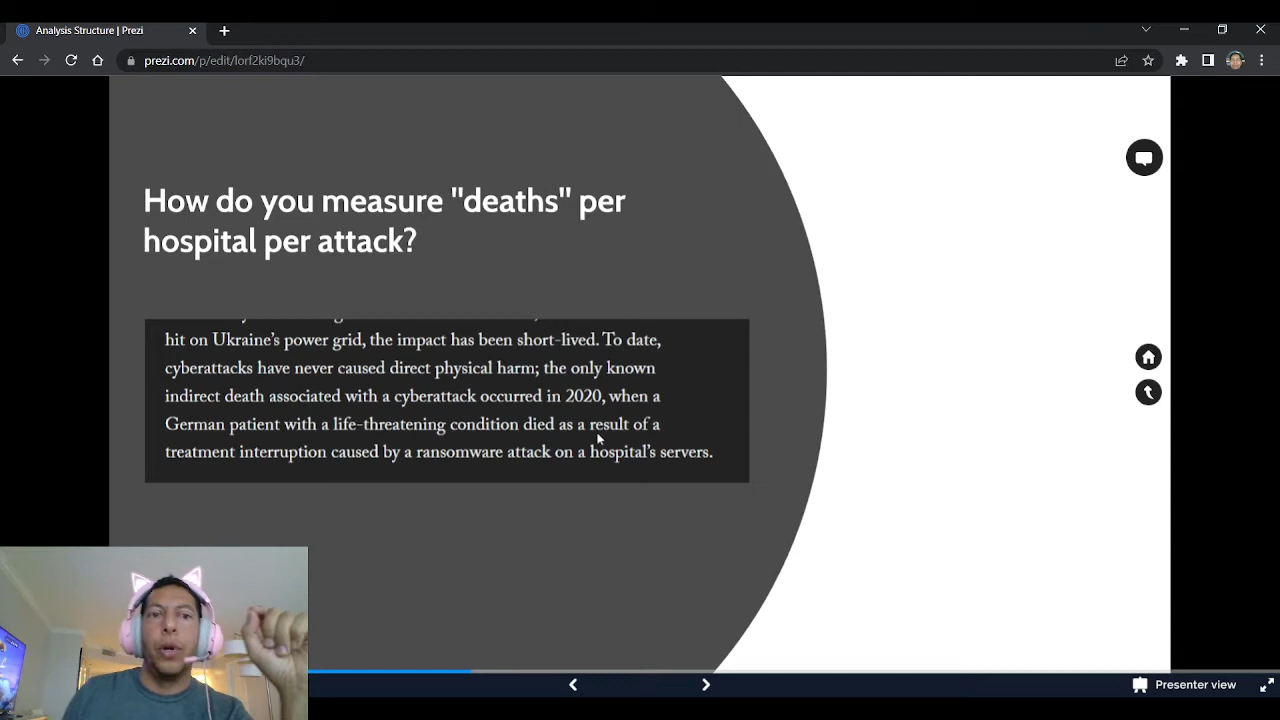 Analysis Structure | Prezi
prezi.com/p/edit/lorf2ki9bqu3/
How do you measure "deaths" per
hospital per attack?
hit on Ukraine's power grid, the impact has been short-lived. To date,
cyberattacks have never caused direct physical harm; the only known
indirect death associated with a cyberattack occurred in 2020, when a
German patient with a life-threatening condition died as a result of a
treatment interruption caused by a ransomware attack on a hospital's servers.
Presenter view